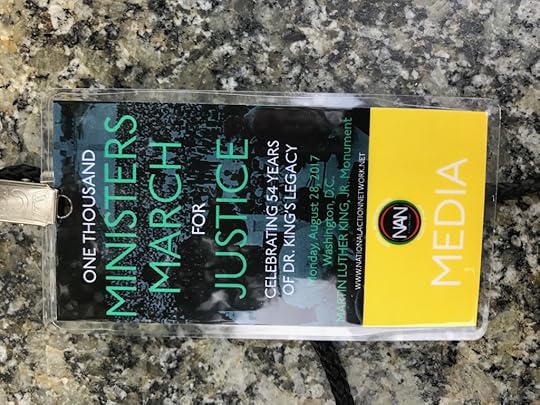 ONE THOUSAND
MINISTERS
MARCH
FOR
JUSTICE
CELEBRATING 54 YEARS
OF DR. KING'S LEGACY
Monday, August 28, 2017
Washington, D.C.
MARTIN LUTHER KING, JR. Monument
WWW.NATIONALACTIONNETWORK.NET
NAN
MEDIA